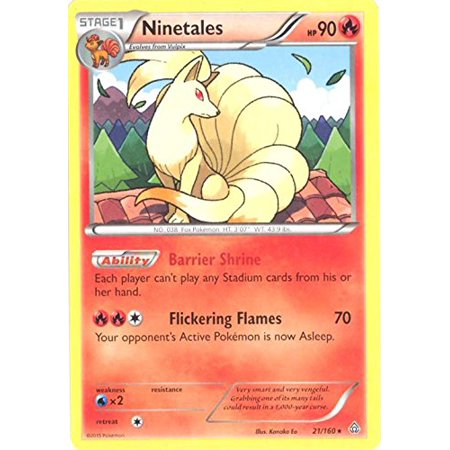 STAGE1
Ninetales
HP 90
Evolves from Vulpix
NO. 038 Fox Pokémon HT. 3'07" WT. 43.9 lbs.
Ability Barrier Shrine
Each player can't play any Stadium cards from his or
her hand.
Flickering Flames 70
Your opponent's Active Pokémon is now Asleep.
weakness resistance
×2
retreat
Very smart and very vengeful.
Grabbing one of its many tails
could result in a 1,000-year curse.
©2015 Pokémon
Illus. Kanako Eo
21/160 ★